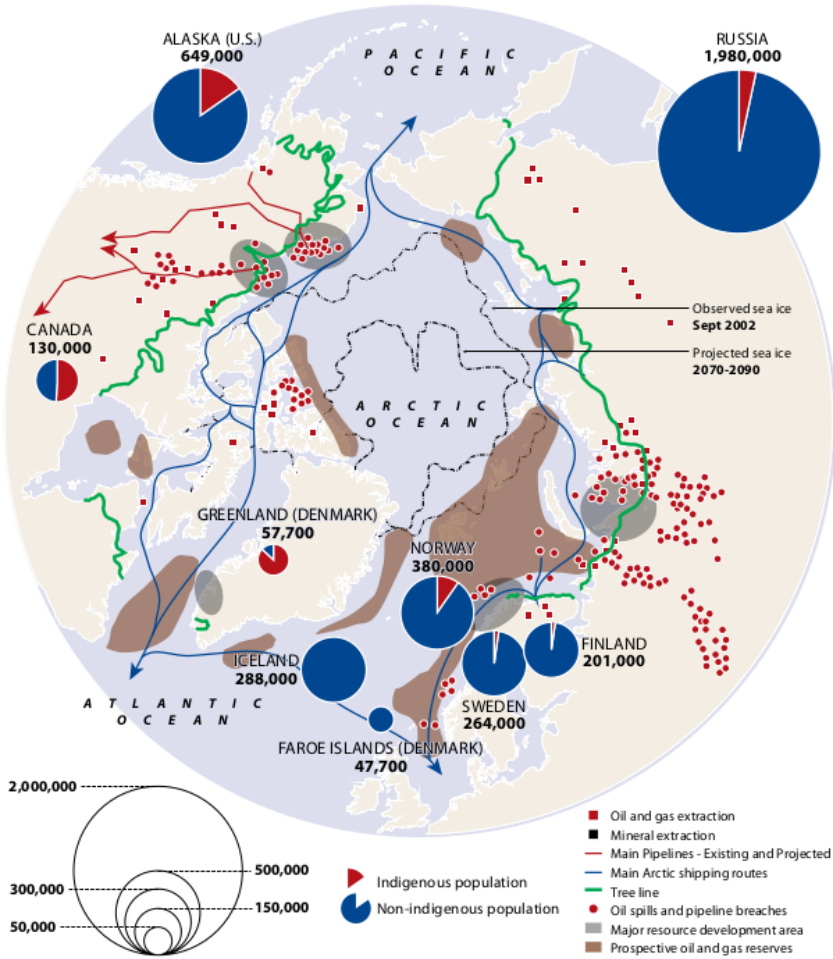 ALASKA (U.S.)
649,000
PACIFIC
OCEAN
RUSSIA
1,980,000
Observed sea ice
Sept 2002
CANADA
130,000
Projected sea ice
2070-2090
ARCTIC
OCEAN
GREENLAND (DENMARK)
57,700
NORWAY
380,000
FINLAND
201,000
ICELAND
288,000
SWEDEN
264,000
ATLANTIC
OCEAN
FAROE ISLANDS (DENMARK)
47,700
2,000,000
500,000
300,000
150,000
50,000
Indigenous population
Non-indigenous population
Oil and gas extraction
Mineral extraction
Main Pipelines - Existing and Projected
Main Arctic shipping routes
Tree line
Oil spills and pipeline breaches
Major resource development area
Prospective oil and gas reserves